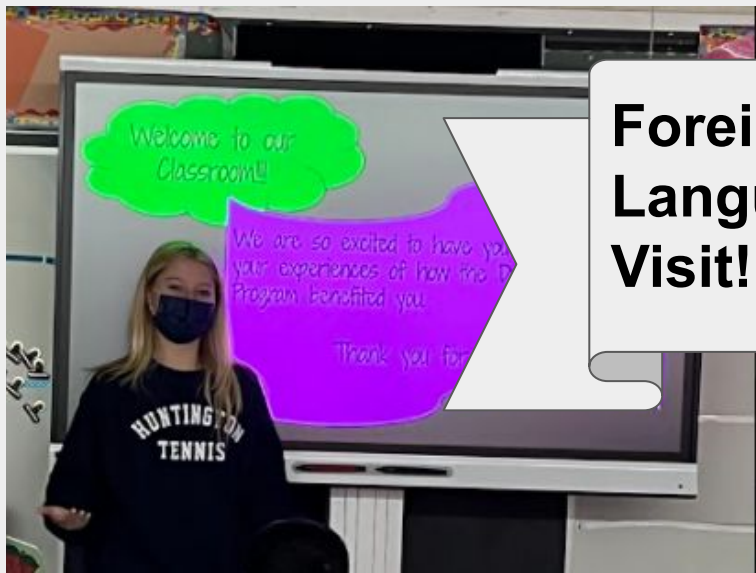 Welcome to our
Classroom!!!
We are so excited to have you
your experiences of how the D
Program benefited you.
Thank you for
Forei
Langu
Visit!
HUNTINGTON
TENNIS